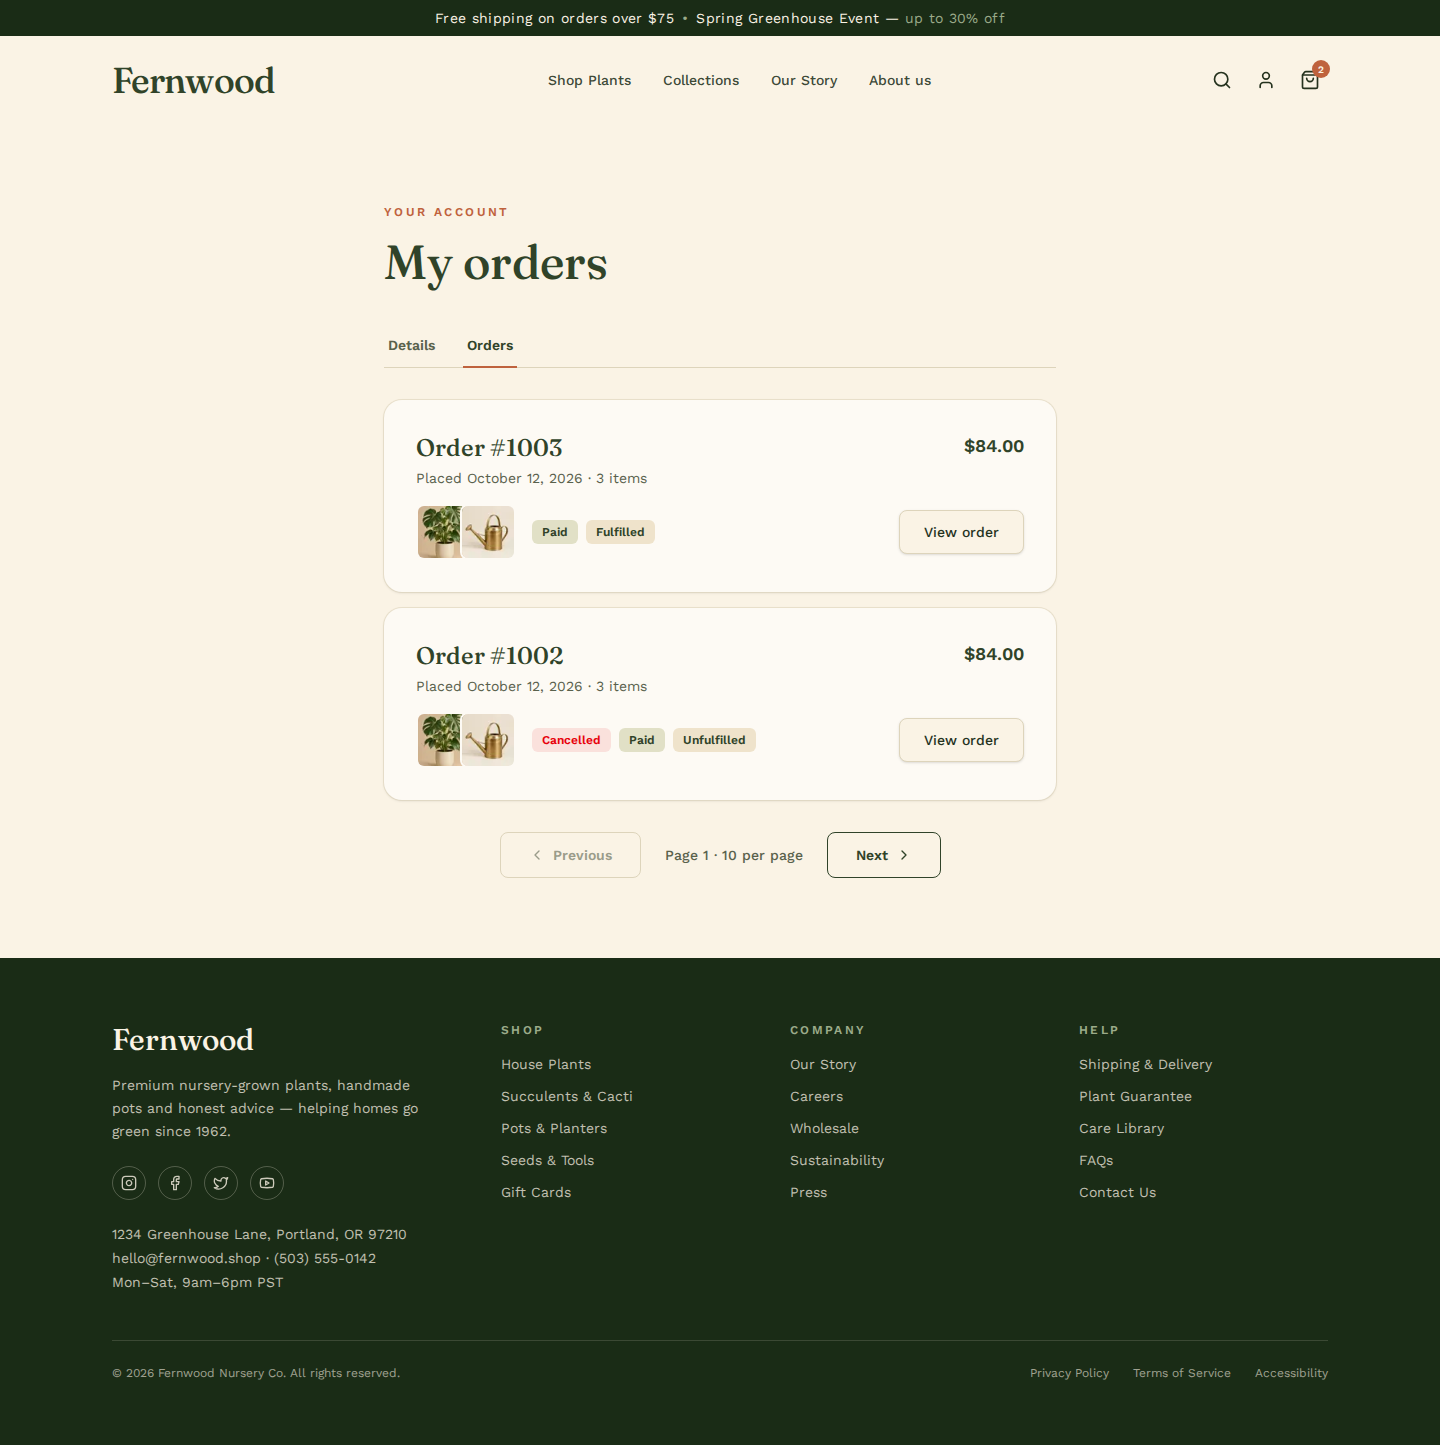 Free shipping on orders over $75 • Spring Greenhouse Event — up to 30% off
Fernwood
Shop Plants
Collections
Our Story
About us
2
YOUR ACCOUNT
My orders
Details
Orders
Order #1003
$84.00
Placed October 12, 2026 · 3 items
Paid
Fulfilled
View order
Order #1002
$84.00
Placed October 12, 2026 · 3 items
Cancelled
Paid
Unfulfilled
View order
Previous
Page 1 · 10 per page
Next
Fernwood
Premium nursery-grown plants, handmade
pots and honest advice — helping homes go
green since 1962.
1234 Greenhouse Lane, Portland, OR 97210
hello@fernwood.shop · (503) 555-0142
Mon–Sat, 9am–6pm PST
SHOP
House Plants
Succulents & Cacti
Pots & Planters
Seeds & Tools
Gift Cards
COMPANY
Our Story
Careers
Wholesale
Sustainability
Press
HELP
Shipping & Delivery
Plant Guarantee
Care Library
FAQs
Contact Us
© 2026 Fernwood Nursery Co. All rights reserved.
Privacy Policy
Terms of Service
Accessibility